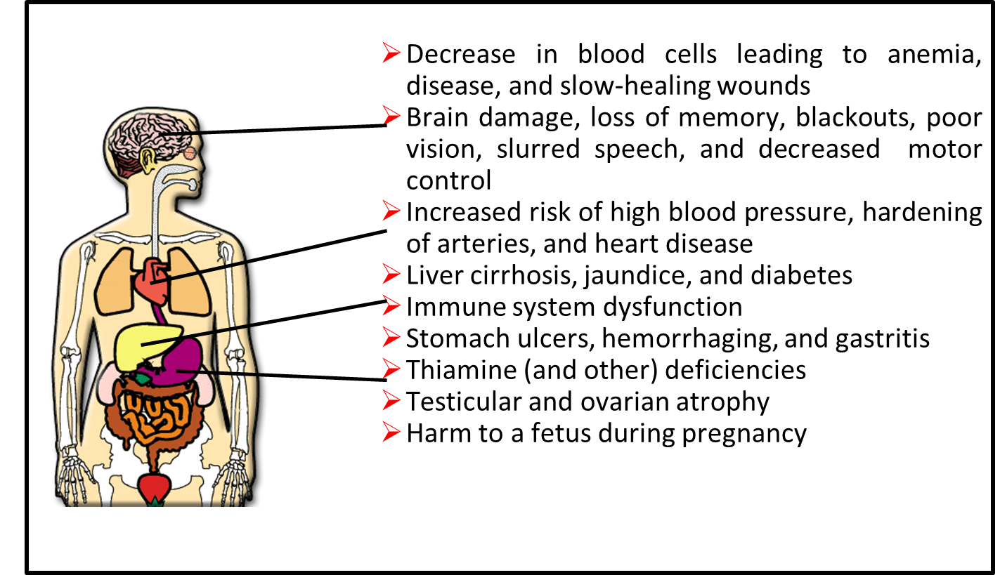 Decrease in blood cells leading to anemia,
disease, and slow-healing wounds
Brain damage, loss of memory, blackouts, poor
vision, slurred speech, and decreased motor
control
Increased risk of high blood pressure, hardening
of arteries, and heart disease
Liver cirrhosis, jaundice, and diabetes
Immune system dysfunction
Stomach ulcers, hemorrhaging, and gastritis
Thiamine (and other) deficiencies
Testicular and ovarian atrophy
Harm to a fetus during pregnancy